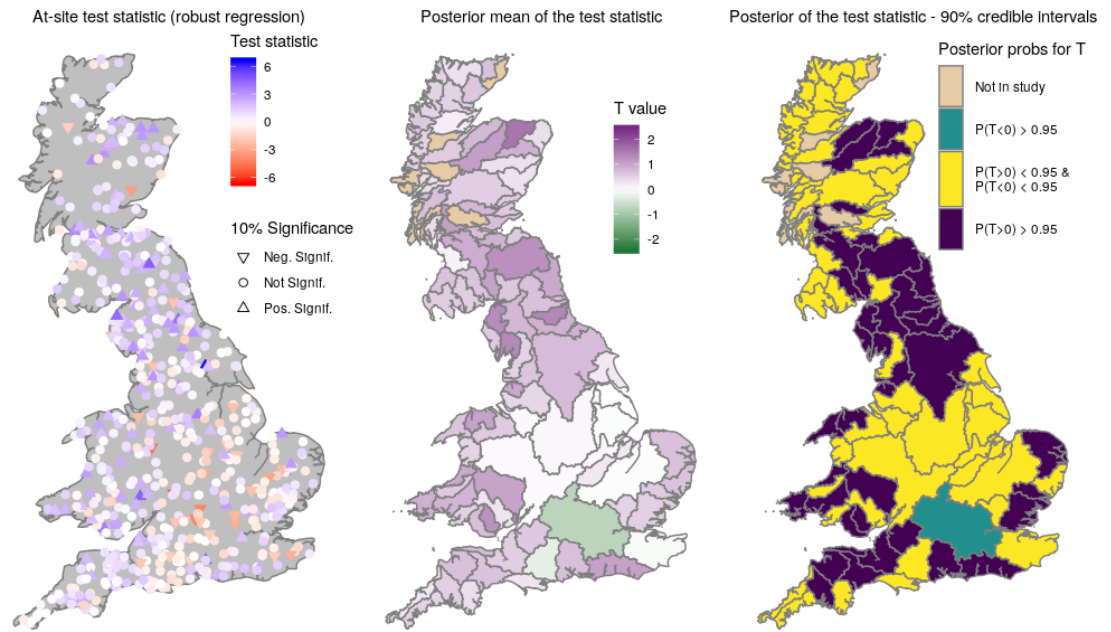 At-site test statistic (robust regression)
Test statistic
6
3
0
-3
-6
10% Significance
Neg. Signif.
Not Signif.
Pos. Signif.
Posterior mean of the test statistic
T value
2
1
0
-1
-2
Posterior of the test statistic - 90% credible intervals
Posterior probs for T
Not in study
P(T<0) > 0.95
P(T>0) < 0.95 &
P(T<0) < 0.95
P(T>0) > 0.95